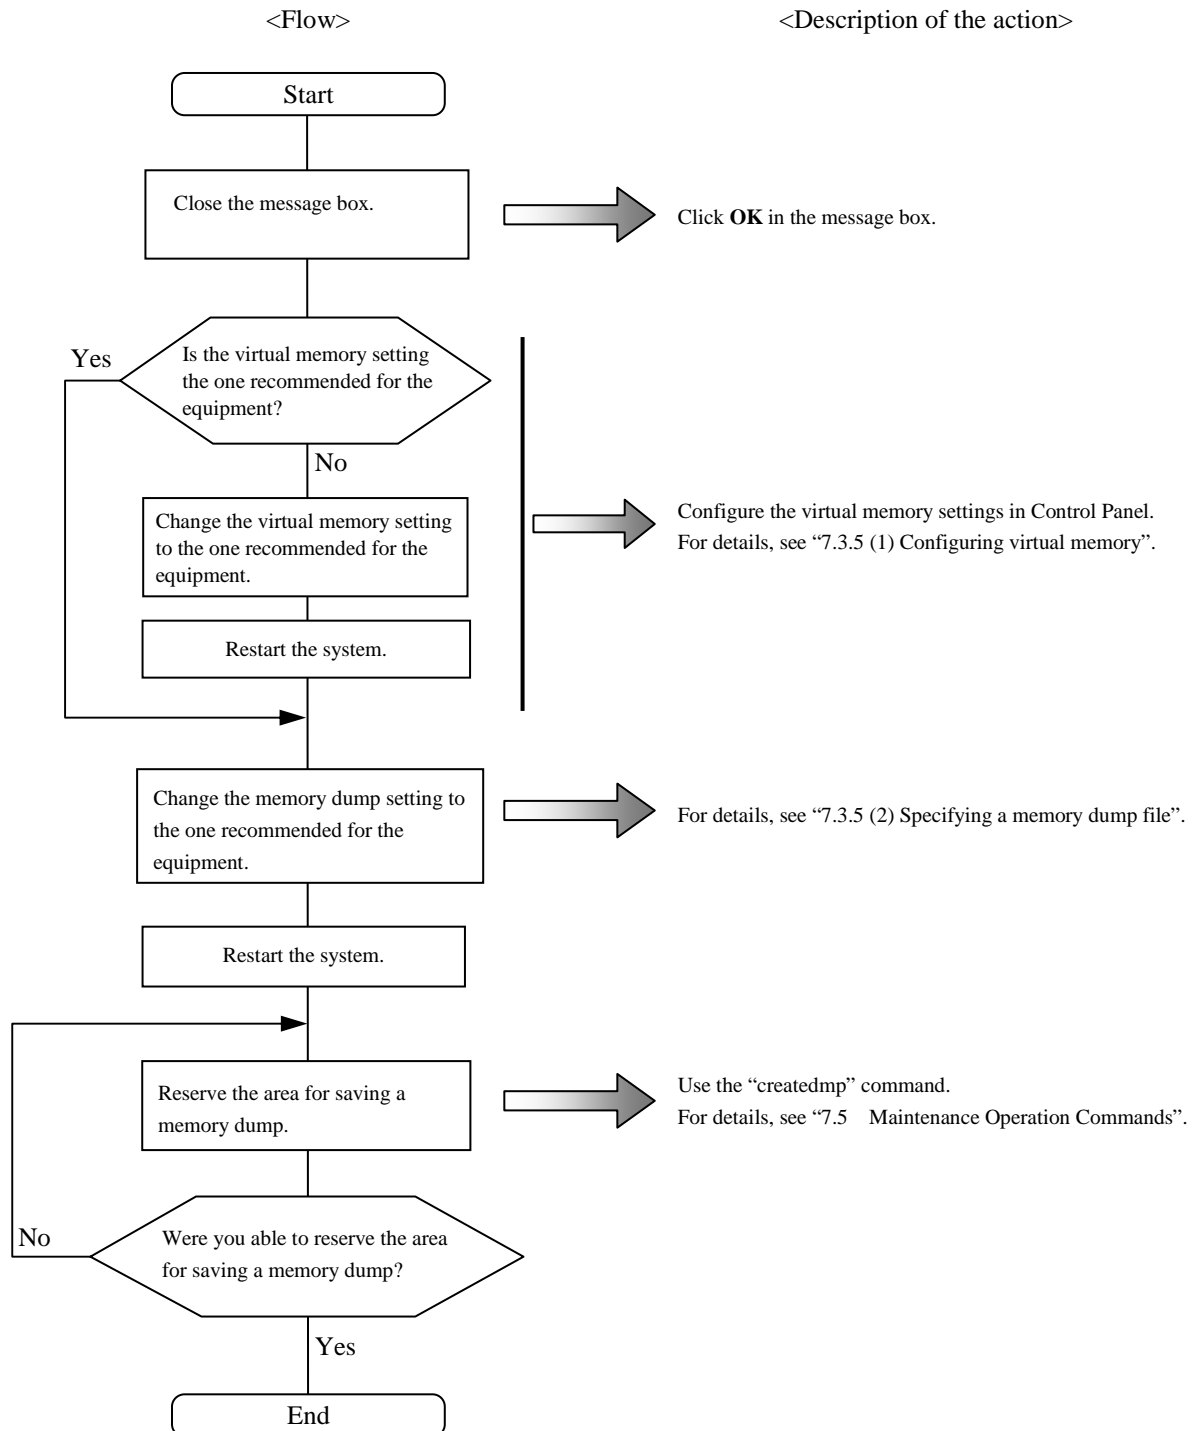 <Flow>
<Description of the action>
Start
Close the message box.
Click OK in the message box.
Yes
Is the virtual memory setting
the one recommended for the
equipment?
No
Change the virtual memory setting
to the one recommended for the
equipment.
Configure the virtual memory settings in Control Panel.
For details, see “7.3.5 (1) Configuring virtual memory”.
Restart the system.
Change the memory dump setting to
the one recommended for the
equipment.
For details, see “7.3.5 (2) Specifying a memory dump file”.
Restart the system.
Reserve the area for saving a
memory dump.
Use the “createdmp” command.
For details, see “7.5 Maintenance Operation Commands”.
No
Were you able to reserve the area
for saving a memory dump?
Yes
End